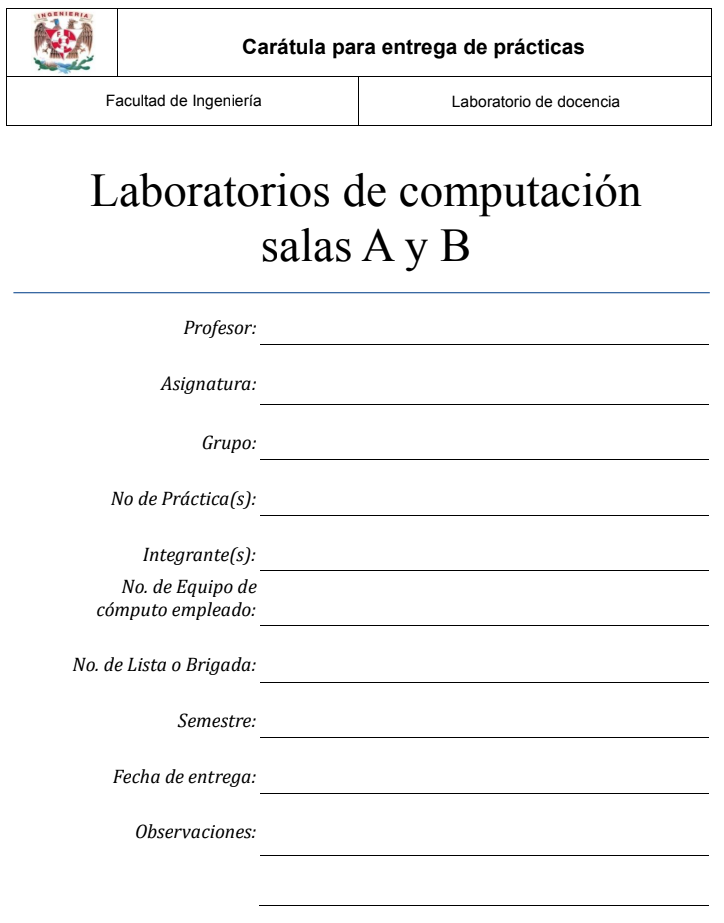 INGENIERIA
Carátula para entrega de prácticas
Facultad de Ingeniería
Laboratorio de docencia
Laboratorios de computación
salas A y B
Profesor:
Asignatura:
Grupo:
No de Práctica(s):
Integrante(s):
No. de Equipo de
cómputo empleado:
No. de Lista o Brigada:
Semestre:
Fecha de entrega:
Observaciones: